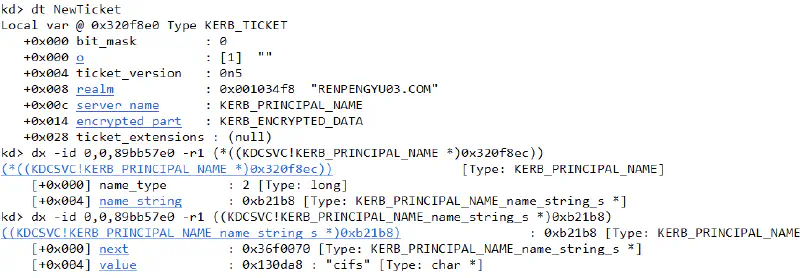 kd> dt NewTicket
Local var @ 0x320f8e0 Type KERB_TICKET
+0x000 bit_mask : 0
+0x000 o : [1] ""
+0x004 ticket_version : 0n5
+0x008 realm : 0x001034f8 "RENPENGYU03.COM"
+0x00c server_name : KERB_PRINCIPAL_NAME
+0x014 encrypted_part : KERB_ENCRYPTED_DATA
+0x028 ticket_extensions : (null)
kd> dx -id 0,0,89bb57e0 -r1 (*((KDCSVC!KERB_PRINCIPAL_NAME *)0x320f8ec))
(*((KDCSVC!KERB_PRINCIPAL_NAME *)0x320f8ec)) [Type: KERB_PRINCIPAL_NAME]
[+0x000] name_type : 2 [Type: long]
[+0x004] name_string : 0xb21b8 [Type: KERB_PRINCIPAL_NAME_name_string_s *]
kd> dx -id 0,0,89bb57e0 -r1 ((KDCSVC!KERB_PRINCIPAL_NAME_name_string_s *)0xb21b8)
((KDCSVC!KERB_PRINCIPAL_NAME_name_string_s *)0xb21b8) : 0xb21b8 [Type: KERB_PRINCIPAL_NAME
[+0x000] next : 0x36f0070 [Type: KERB_PRINCIPAL_NAME_name_string_s *]
[+0x004] value : 0x130da8 : "cifs" [Type: char *]